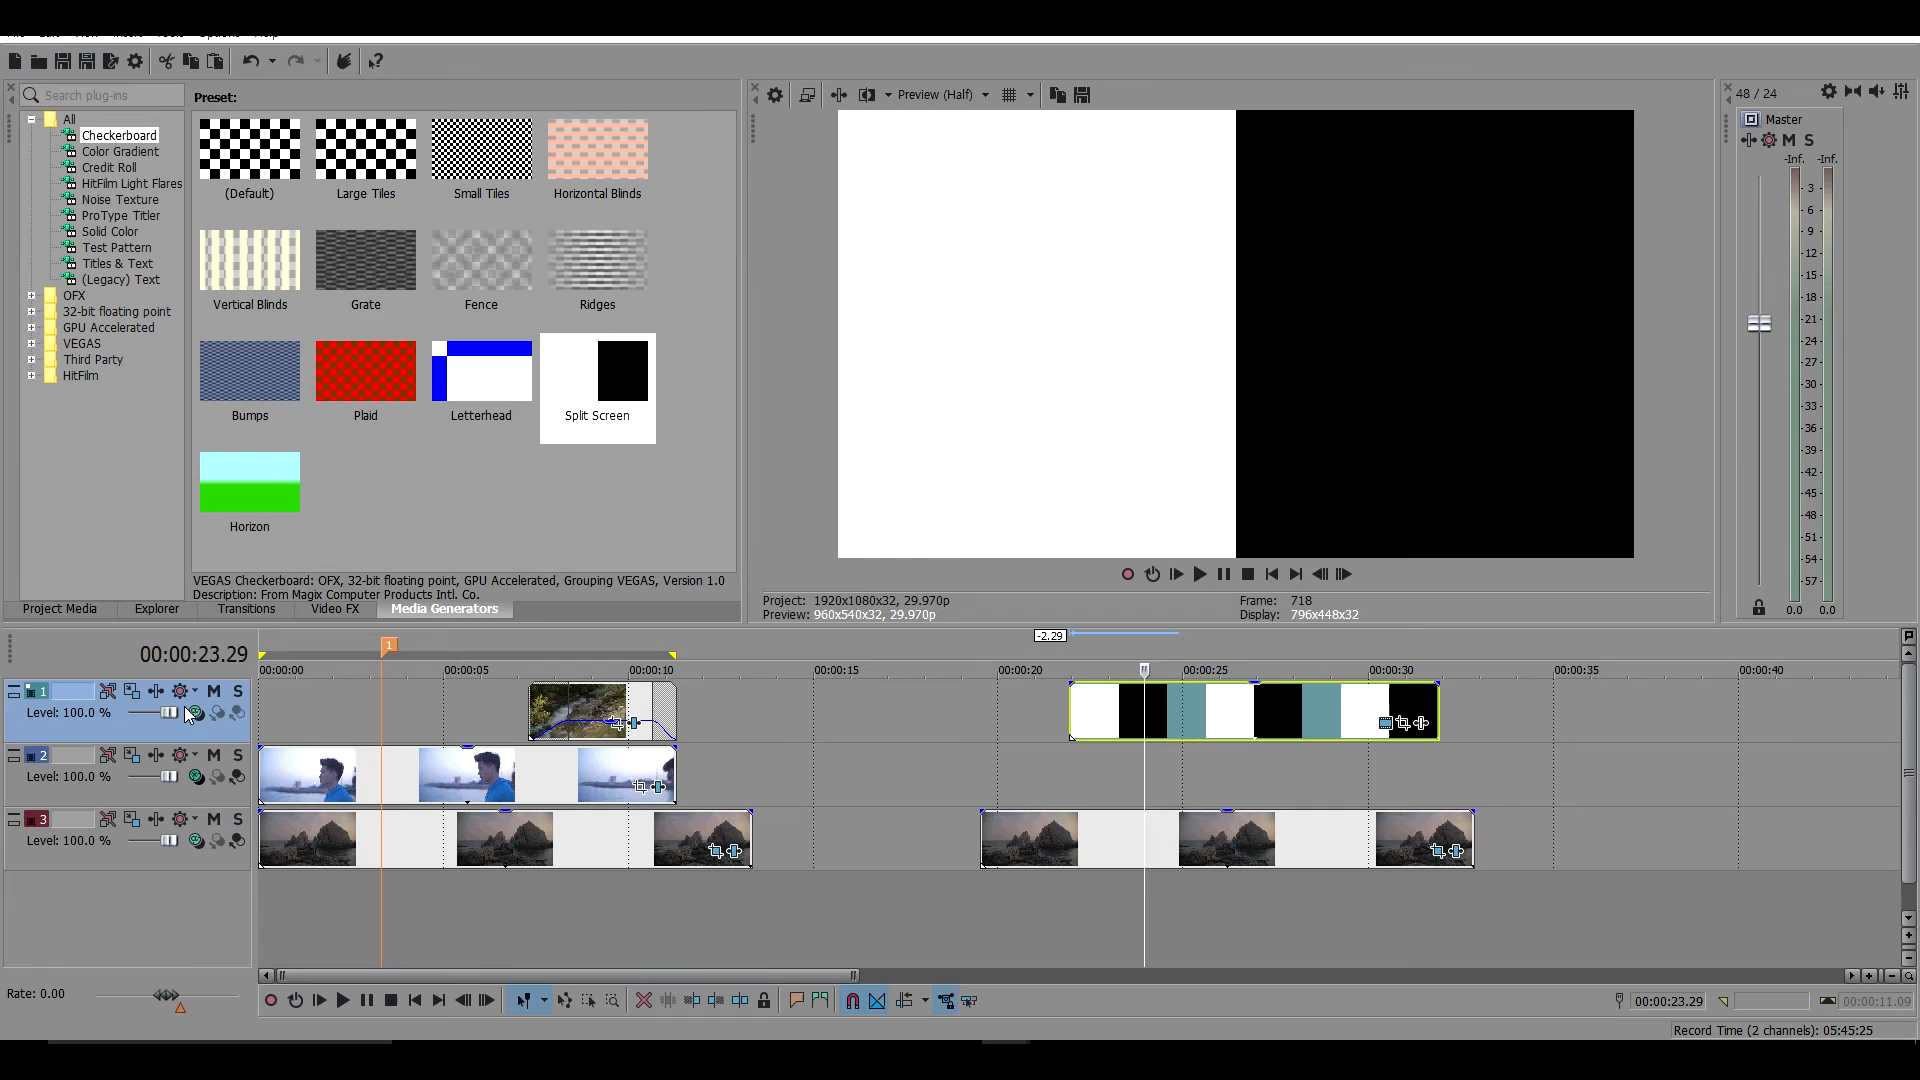 Search plug-ins
Preset:
Preview (Half)
48 / 24
All
Checkerboard
Color Gradient
Credit Roll
HitFilm Light Flares
Noise Texture
ProType Titler
Solid Color
Test Pattern
Titles & Text
(Legacy) Text
OFX
32-bit floating point
GPU Accelerated
VEGAS
Third Party
HitFilm
(Default)
Large Tiles
Small Tiles
Horizontal Blinds
Vertical Blinds
Grate
Fence
Ridges
Bumps
Plaid
Letterhead
Split Screen
Horizon
VEGAS Checkerboard: OFX, 32-bit floating point, GPU Accelerated, Grouping VEGAS, Version 1.0
Description: From Magix Computer Products Intl. Co.
Project Media
Explorer
Transitions
Video FX
Media Generators
Project: 1920x1080x32, 29.970p
Preview: 960x540x32, 29.970p
Frame: 718
Display: 796x448x32
Master
M S
-Inf. -Inf.
3
6
9
12
15
18
21
24
27
30
33
36
39
42
45
48
51
54
57
0.0 0.0
00:00:23.29
1
-2.29
00:00:00
00:00:05
00:00:10
00:00:15
00:00:20
00:00:25
00:00:30
00:00:35
00:00:40
1 M S
Level: 100.0 %
2 M S
Level: 100.0 %
3 M S
Level: 100.0 %
Rate: 0.00
00:00:23.29
00:00:11.09
Record Time (2 channels): 05:45:25